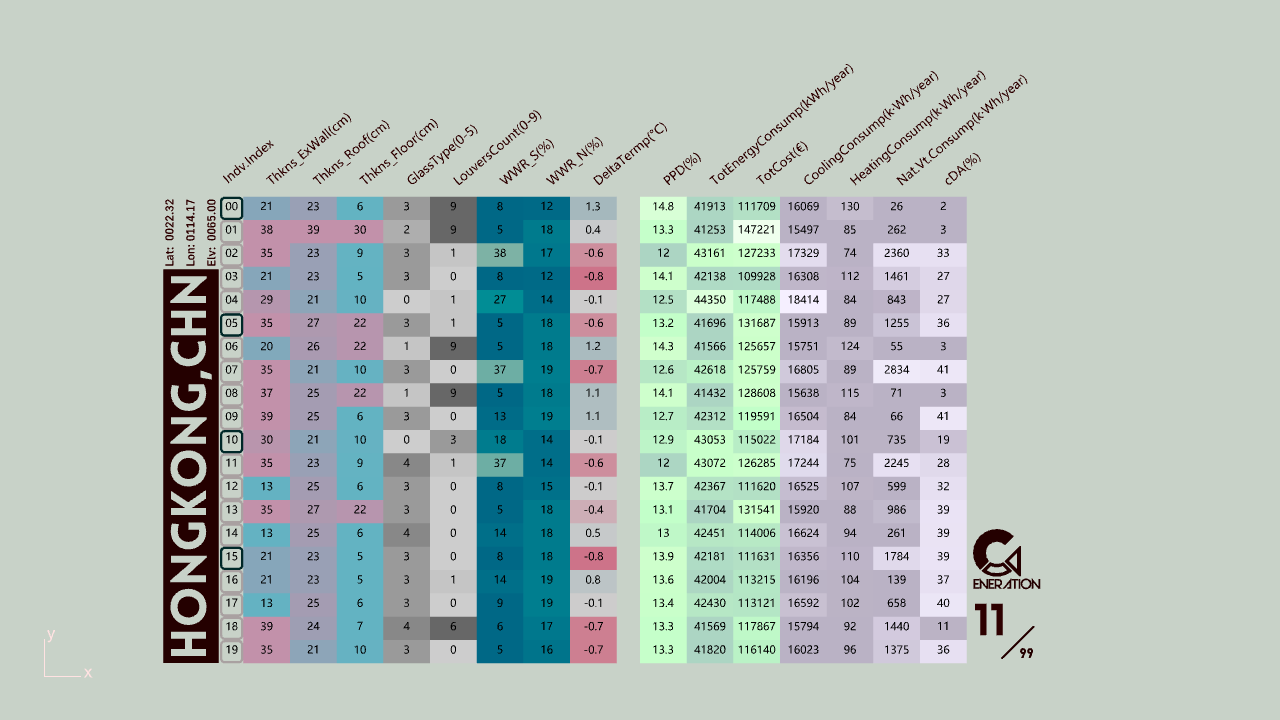 Indv.Index Thkns_ExWall(cm) Thkns_Roof(cm) Thkns_Floor(cm) GlassType(0-5) LouversCount(0-9) WWR_S(%) WWR_N(%) DeltaTermp(°C) PPD(%) TotEnergyConsump(kWh/year) TotCost(€) CoolingConsump(k·Wh/year) HeatingConsump(k·Wh/year) Nat.Vt.Consump(k·Wh/year) cDA(%)
Lat: 0022.32
Lon: 0114.17
Elv: 0065.00
HONGKONG,CHN
00 21 23 6 3 9 8 12 1.3 14.8 41913 111709 16069 130 26 2
01 38 39 30 2 9 5 18 0.4 13.3 41253 147221 15497 85 262 3
02 35 23 9 3 1 38 17 -0.6 12 43161 127233 17329 74 2360 33
03 21 23 5 3 0 8 12 -0.8 14.1 42138 109928 16308 112 1461 27
04 29 21 10 0 1 27 14 -0.1 12.5 44350 117488 18414 84 843 27
05 35 27 22 3 1 5 18 -0.6 13.2 41696 131687 15913 89 1255 36
06 20 26 22 1 9 5 18 1.2 14.3 41566 125657 15751 124 55 3
07 35 21 10 3 0 37 19 -0.7 12.6 42618 125759 16805 89 2834 41
08 37 25 22 1 9 5 18 1.1 14.1 41432 128608 15638 115 71 3
09 39 25 6 3 0 13 19 1.1 12.7 42312 119591 16504 84 66 41
10 30 21 10 0 3 18 14 -0.1 12.9 43053 115022 17184 101 735 19
11 35 23 9 4 1 37 14 -0.6 12 43072 126285 17244 75 2245 28
12 13 25 6 3 0 8 15 -0.1 13.7 42367 111620 16525 107 599 32
13 35 27 22 3 0 5 18 -0.4 13.1 41704 131541 15920 88 986 39
14 13 25 6 4 0 14 18 0.5 13 42451 114006 16624 94 261 39
15 21 23 5 3 0 8 18 -0.8 13.9 42181 111631 16356 110 1784 39
16 21 23 5 3 1 14 19 0.8 13.6 42004 113215 16196 104 139 37
17 13 25 6 3 0 9 19 -0.1 13.4 42430 113121 16592 102 658 40
18 39 24 7 4 6 6 17 -0.7 13.3 41569 117867 15794 92 1440 11
19 35 21 10 3 0 5 16 -0.7 13.3 41820 116140 16023 96 1375 36
GENERATION
11/99
y
x